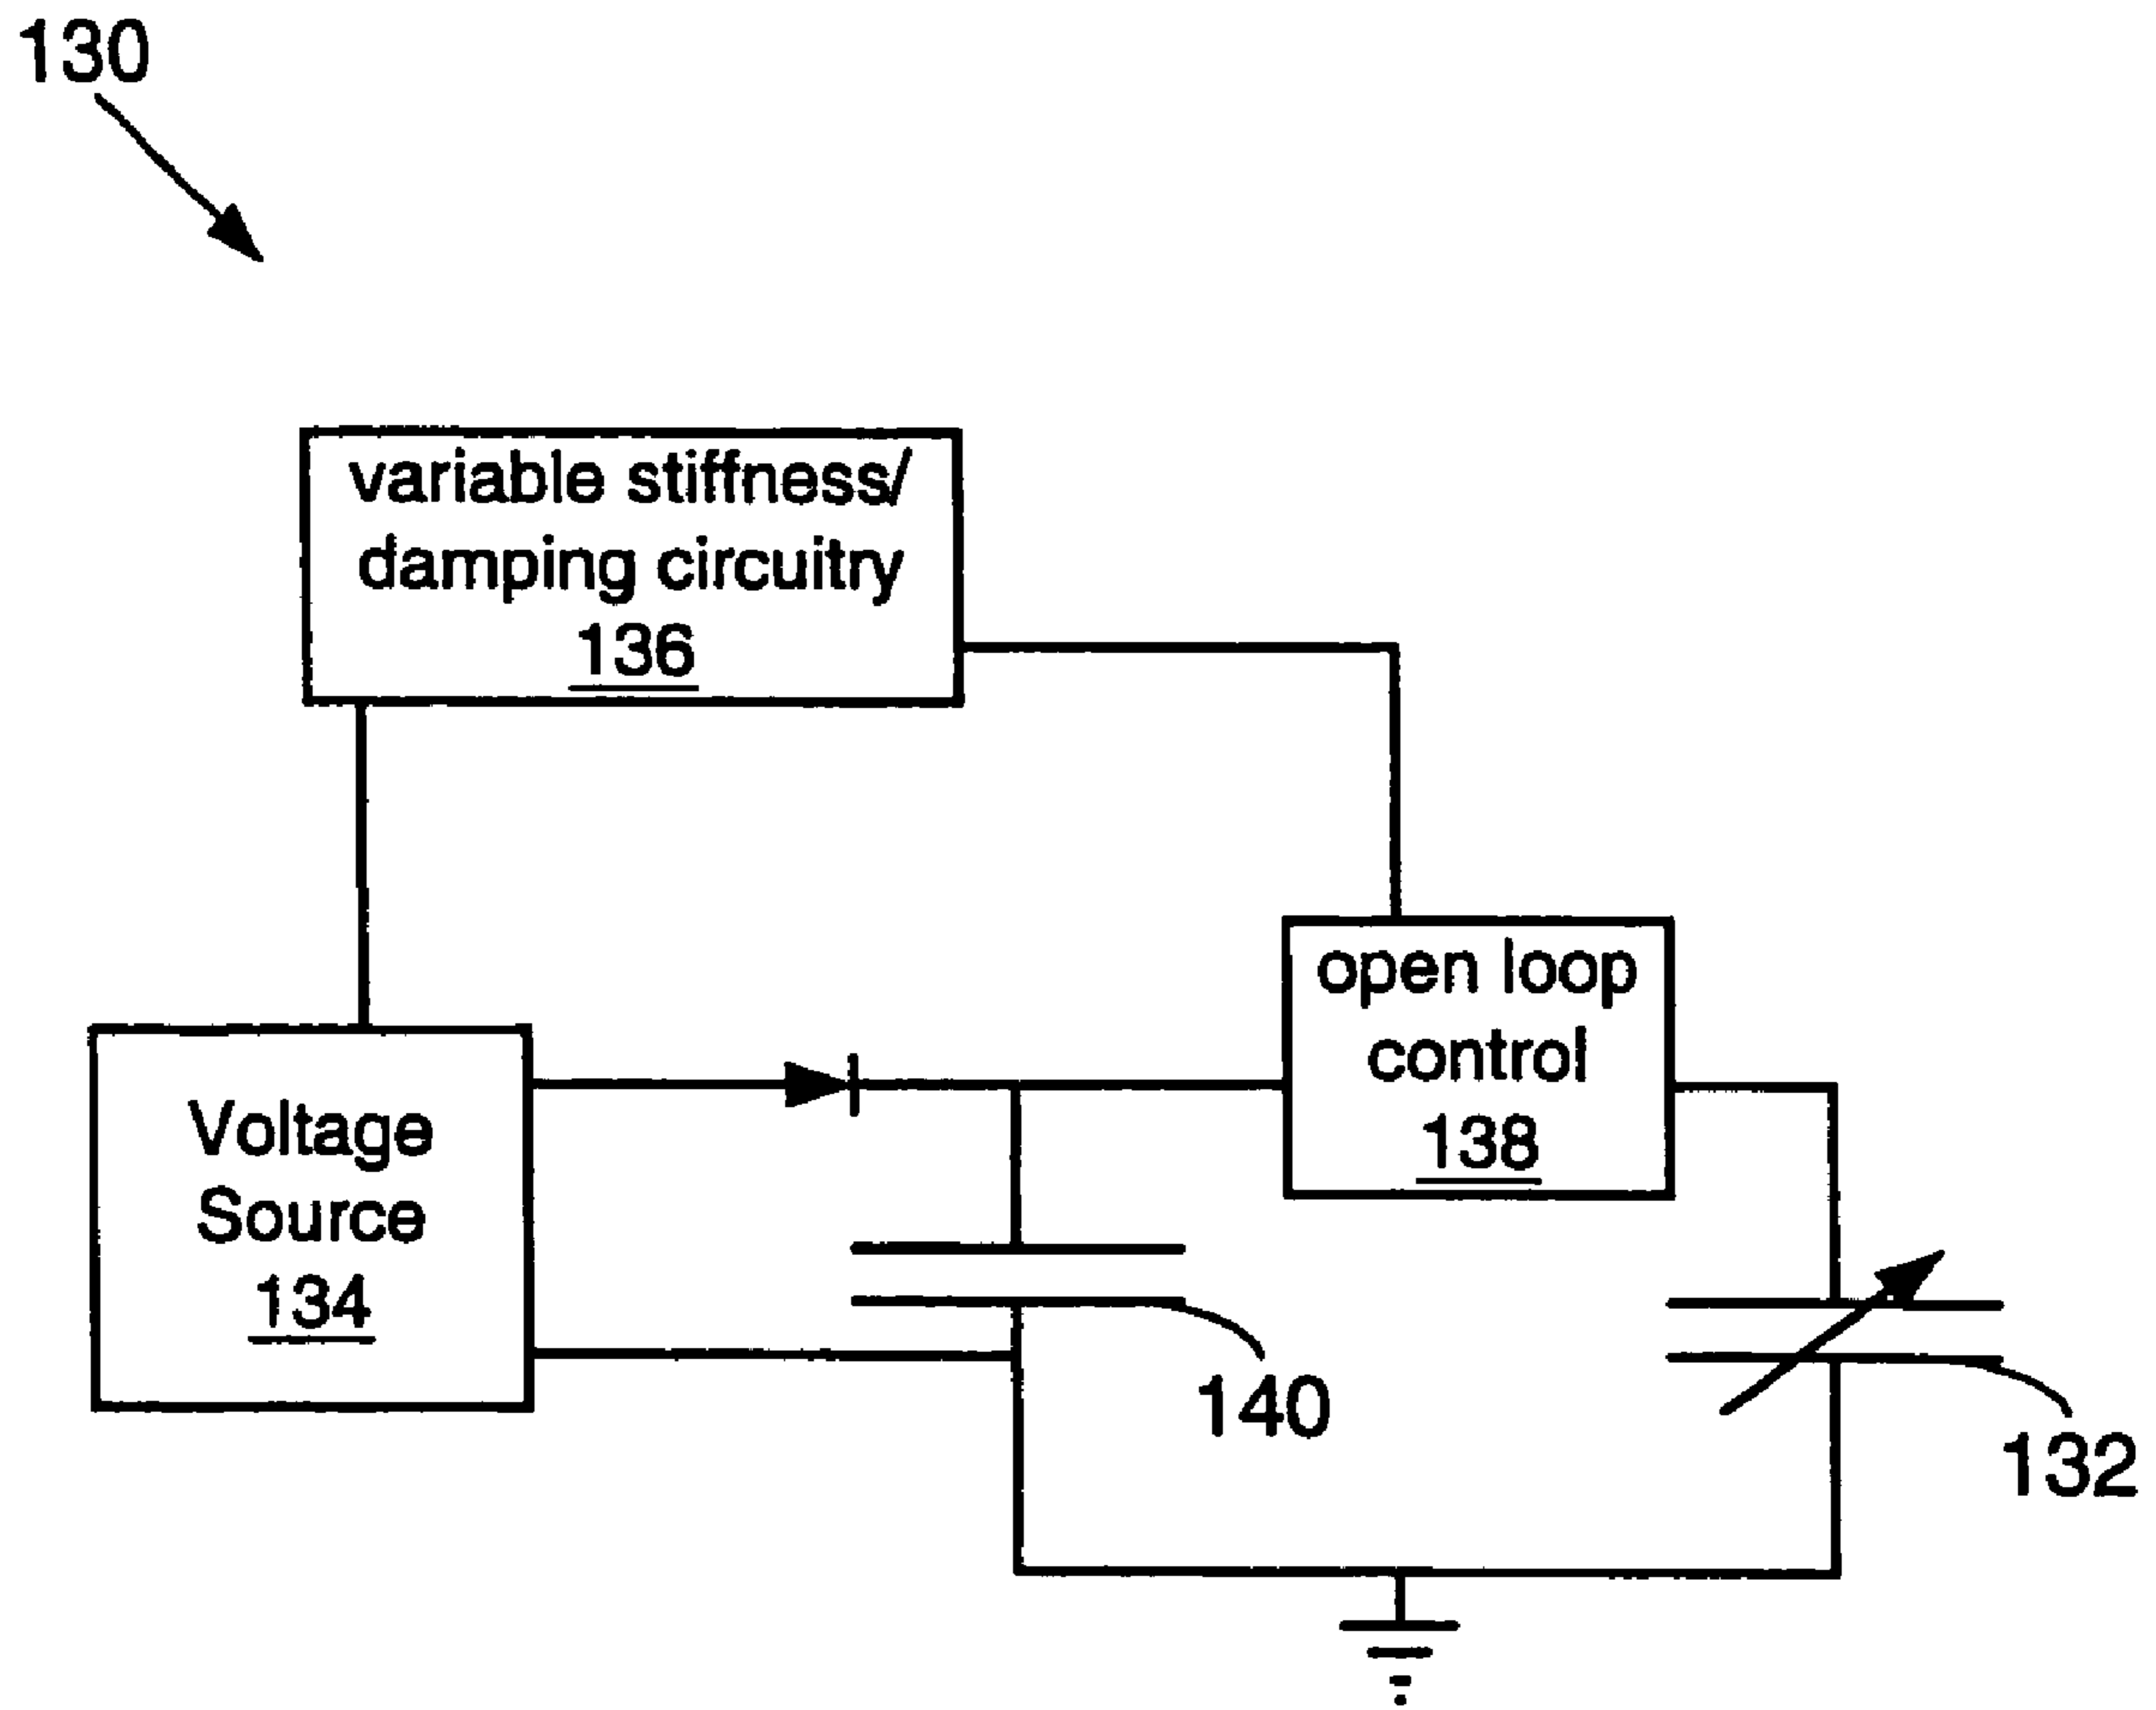 130
variable stiffness/
damping circuitry
136
open loop
control
138
Voltage
Source
134
140
132